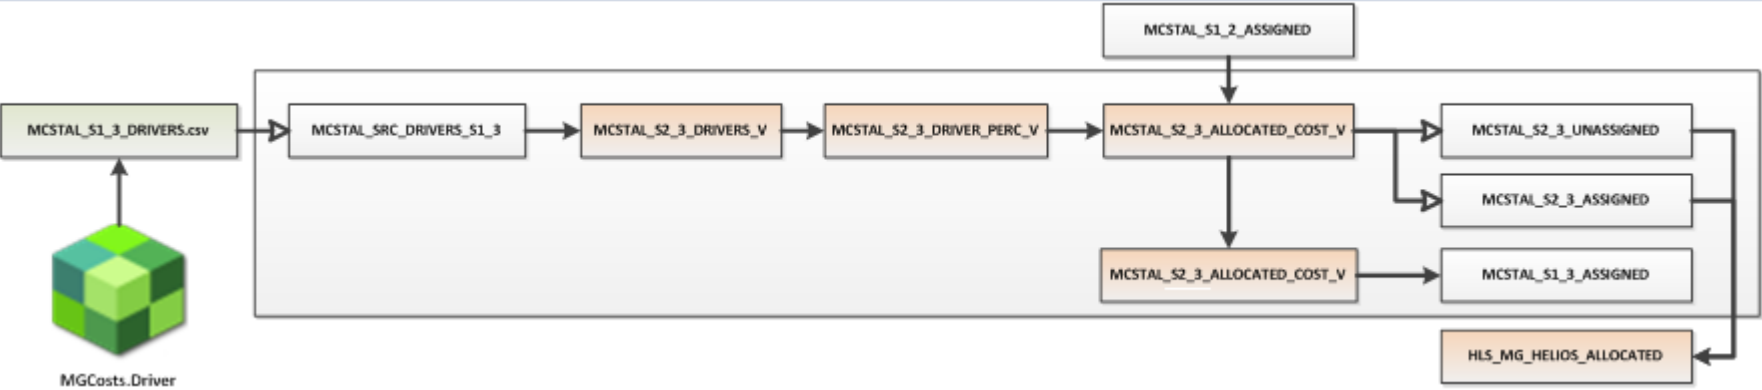 MCSTAL_S1_2_ASSIGNED
MCSTAL_S1_3_DRIVERS.csv
MCSTAL_SRC_DRIVERS_S1_3
MCSTAL_S2_3_DRIVERS_V
MCSTAL_S2_3_DRIVER_PERC_V
MCSTAL_S2_3_ALLOCATED_COST_V
MCSTAL_S2_3_UNASSIGNED
MCSTAL_S2_3_ASSIGNED
MCSTAL_S2_3_ALLOCATED_COST_V
MCSTAL_S1_3_ASSIGNED
HLS_MG_HELIOS_ALLOCATED
MGCosts.Driver